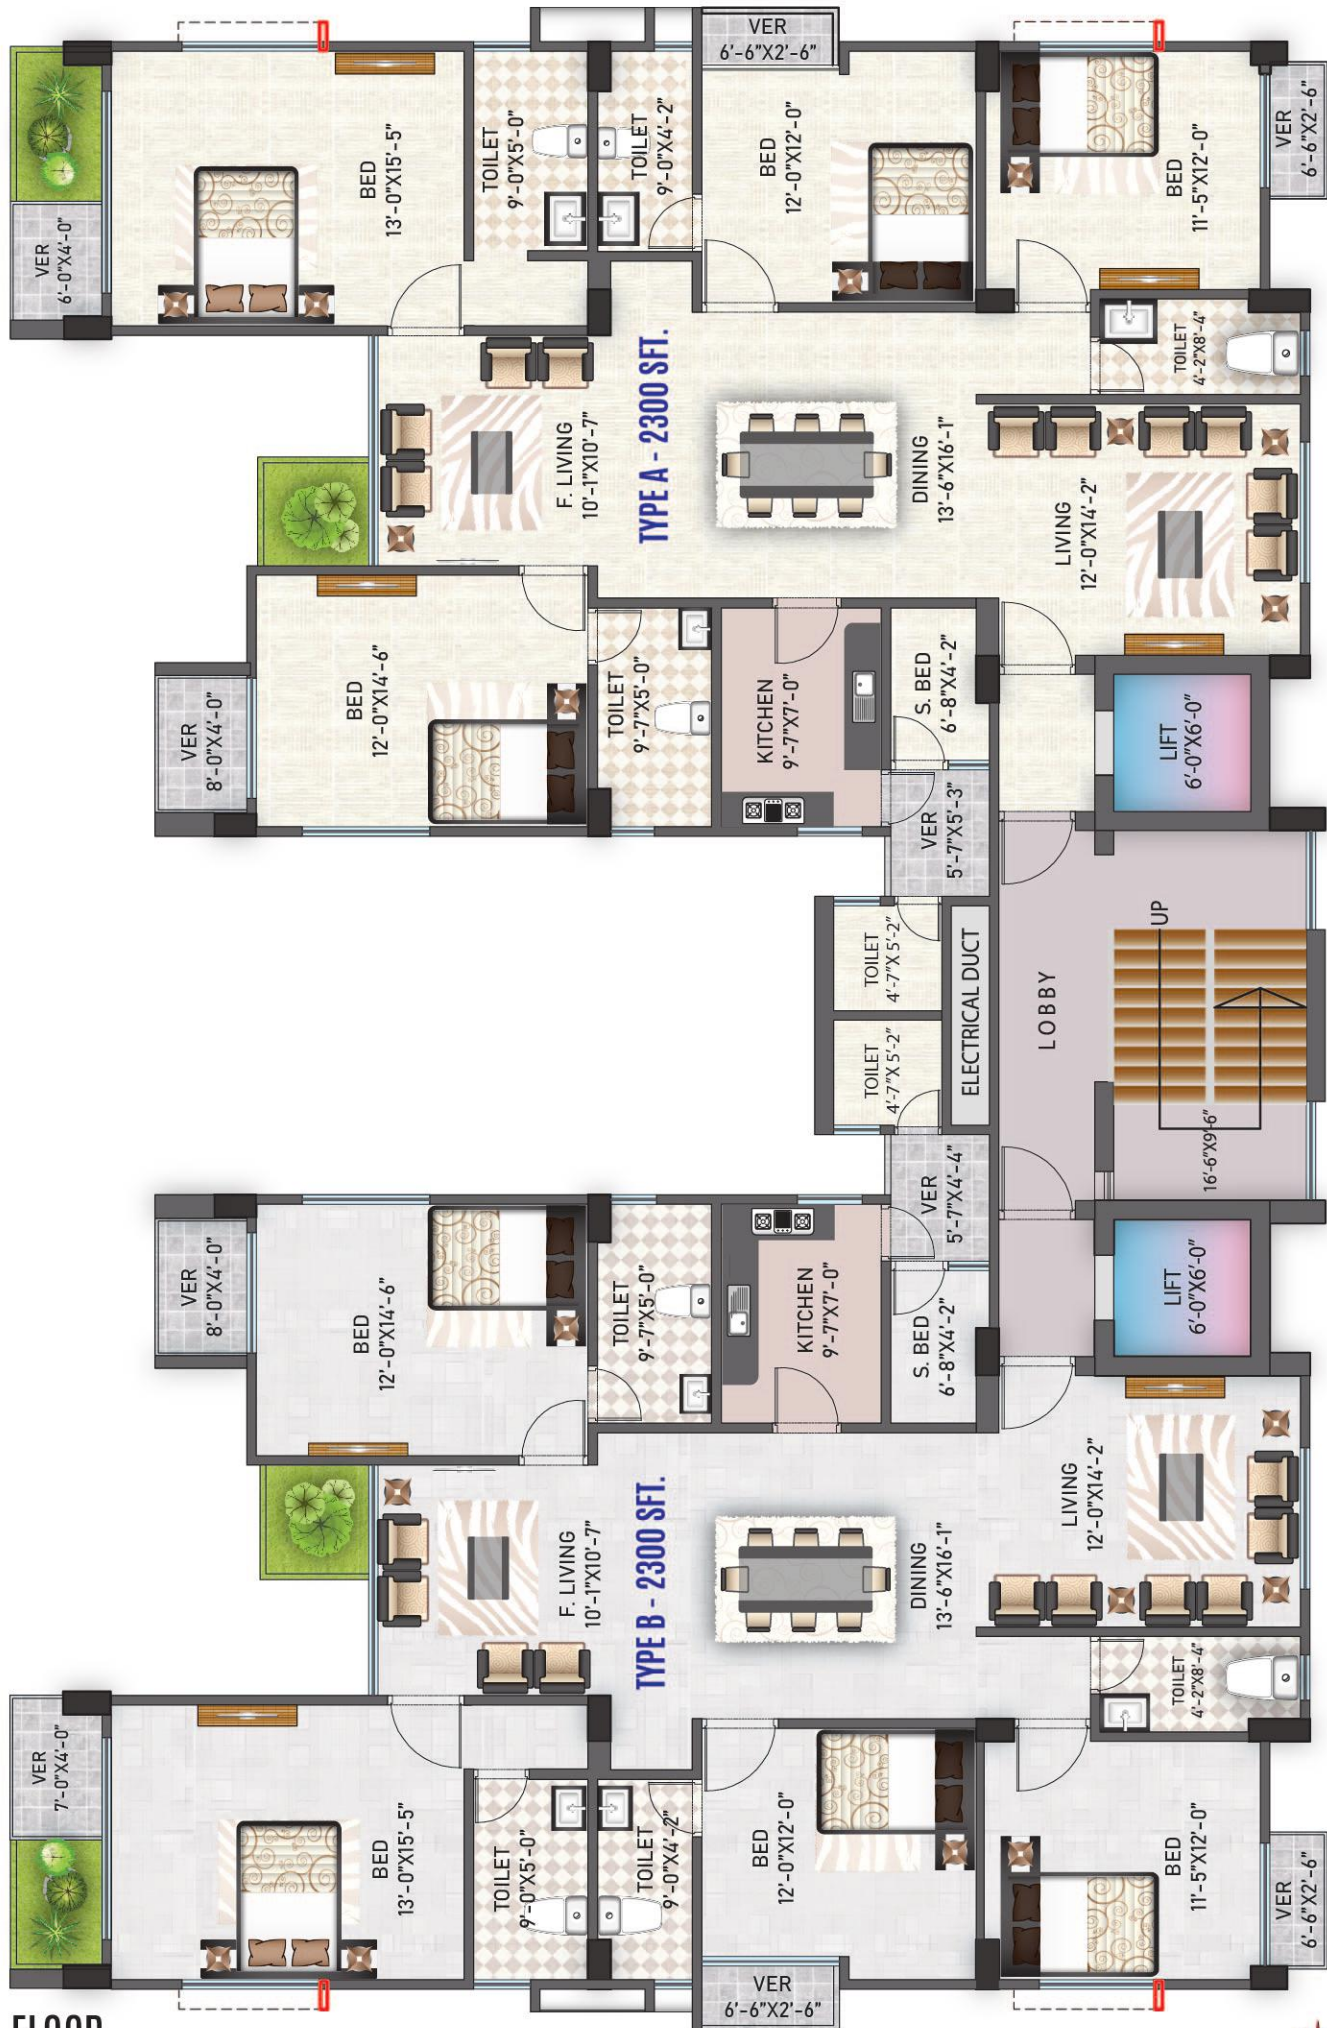 VER
6'-6"X2'-6"
VER
6'-6"X2'-6"
BED
13'-0"X15'-5"
TOILET
9'-0"X5'-0"
TOILET
9'-0"X4'-2"
BED
12'-0"X12'-0"
BED
11'-5"X12'-0"
VER
6'-0"X4'-0"
TOILET
4'-2"X8'-4"
F. LIVING
10'-1"X10'-7"
TYPE A - 2300 SFT.
DINING
13'-6"X16'-1"
LIVING
12'-0"X14'-2"
VER
8'-0"X4'-0"
BED
12'-0"X14'-6"
TOILET
9'-7"X5'-0"
KITCHEN
9'-7"X7'-0"
S. BED
6'-8"X4'-2"
LIFT
6'-0"X6'-0"
VER
5'-7"X5'-3"
TOILET
4'-7"X 5'-2"
ELECTRICAL DUCT
LOBBY
UP
TOILET
4'-7"X 5'-2"
16'-6"X9'-6"
VER
5'-7"X4'-4"
VER
8'-0"X4'-0"
BED
12'-0"X14'-6"
TOILET
9'-7"X5'-0"
KITCHEN
9'-7"X7'-0"
S. BED
6'-8"X4'-2"
LIFT
6'-0"X6'-0"
F. LIVING
10'-1"X10'-7"
TYPE B - 2300 SFT.
DINING
13'-6"X16'-1"
LIVING
12'-0"X14'-2"
TOILET
4'-2"X8'-4"
VER
7'-0"X4'-0"
BED
13'-0"X15'-5"
TOILET
9'-0"X5'-0"
TOILET
9'-0"X4'-2"
BED
12'-0"X12'-0"
BED
11'-5"X12'-0"
VER
6'-6"X2'-6"
VER
6'-6"X2'-6"
FLOOR